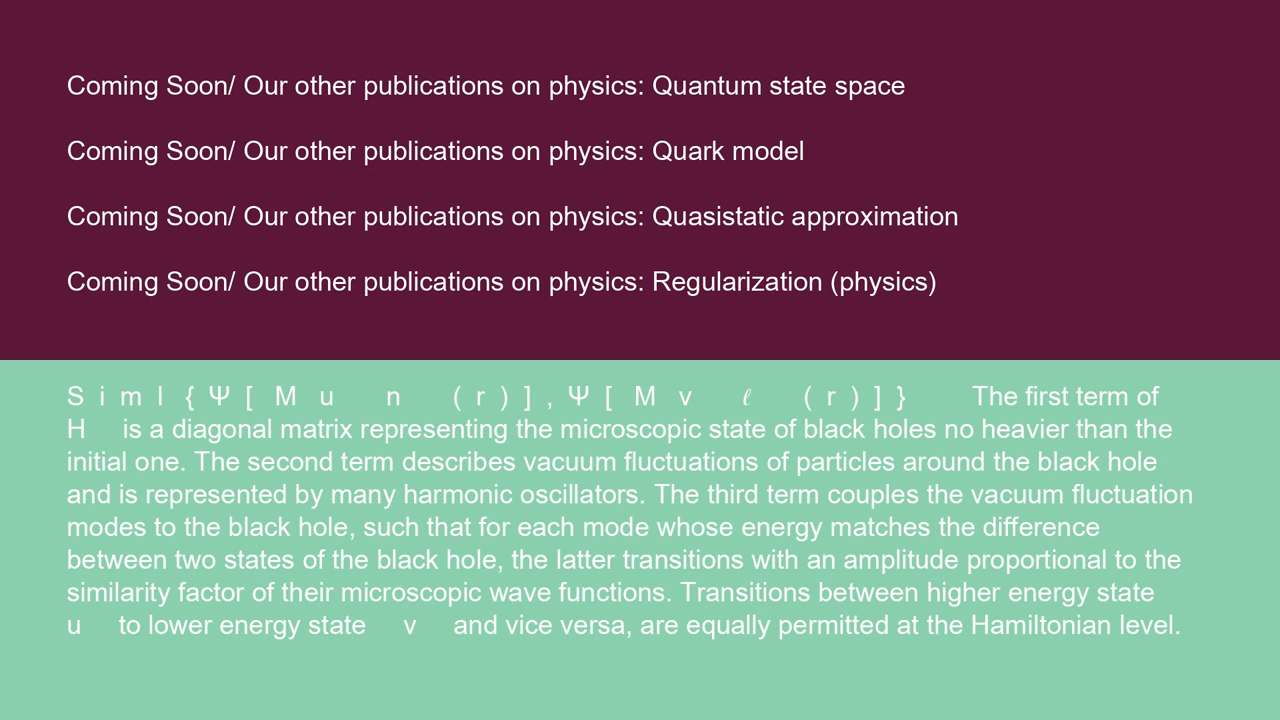 Coming Soon/ Our other publications on physics: Quantum state space
Coming Soon/ Our other publications on physics: Quark model
Coming Soon/ Our other publications on physics: Quasistatic approximation
Coming Soon/ Our other publications on physics: Regularization (physics)
S i m l { Ψ [ M u n ( r ) ] , Ψ [ M v ℓ ( r ) ] } The first term of
H is a diagonal matrix representing the microscopic state of black holes no heavier than the
initial one. The second term describes vacuum fluctuations of particles around the black hole
and is represented by many harmonic oscillators. The third term couples the vacuum fluctuation
modes to the black hole, such that for each mode whose energy matches the difference
between two states of the black hole, the latter transitions with an amplitude proportional to the
similarity factor of their microscopic wave functions. Transitions between higher energy state
u to lower energy state v and vice versa, are equally permitted at the Hamiltonian level.